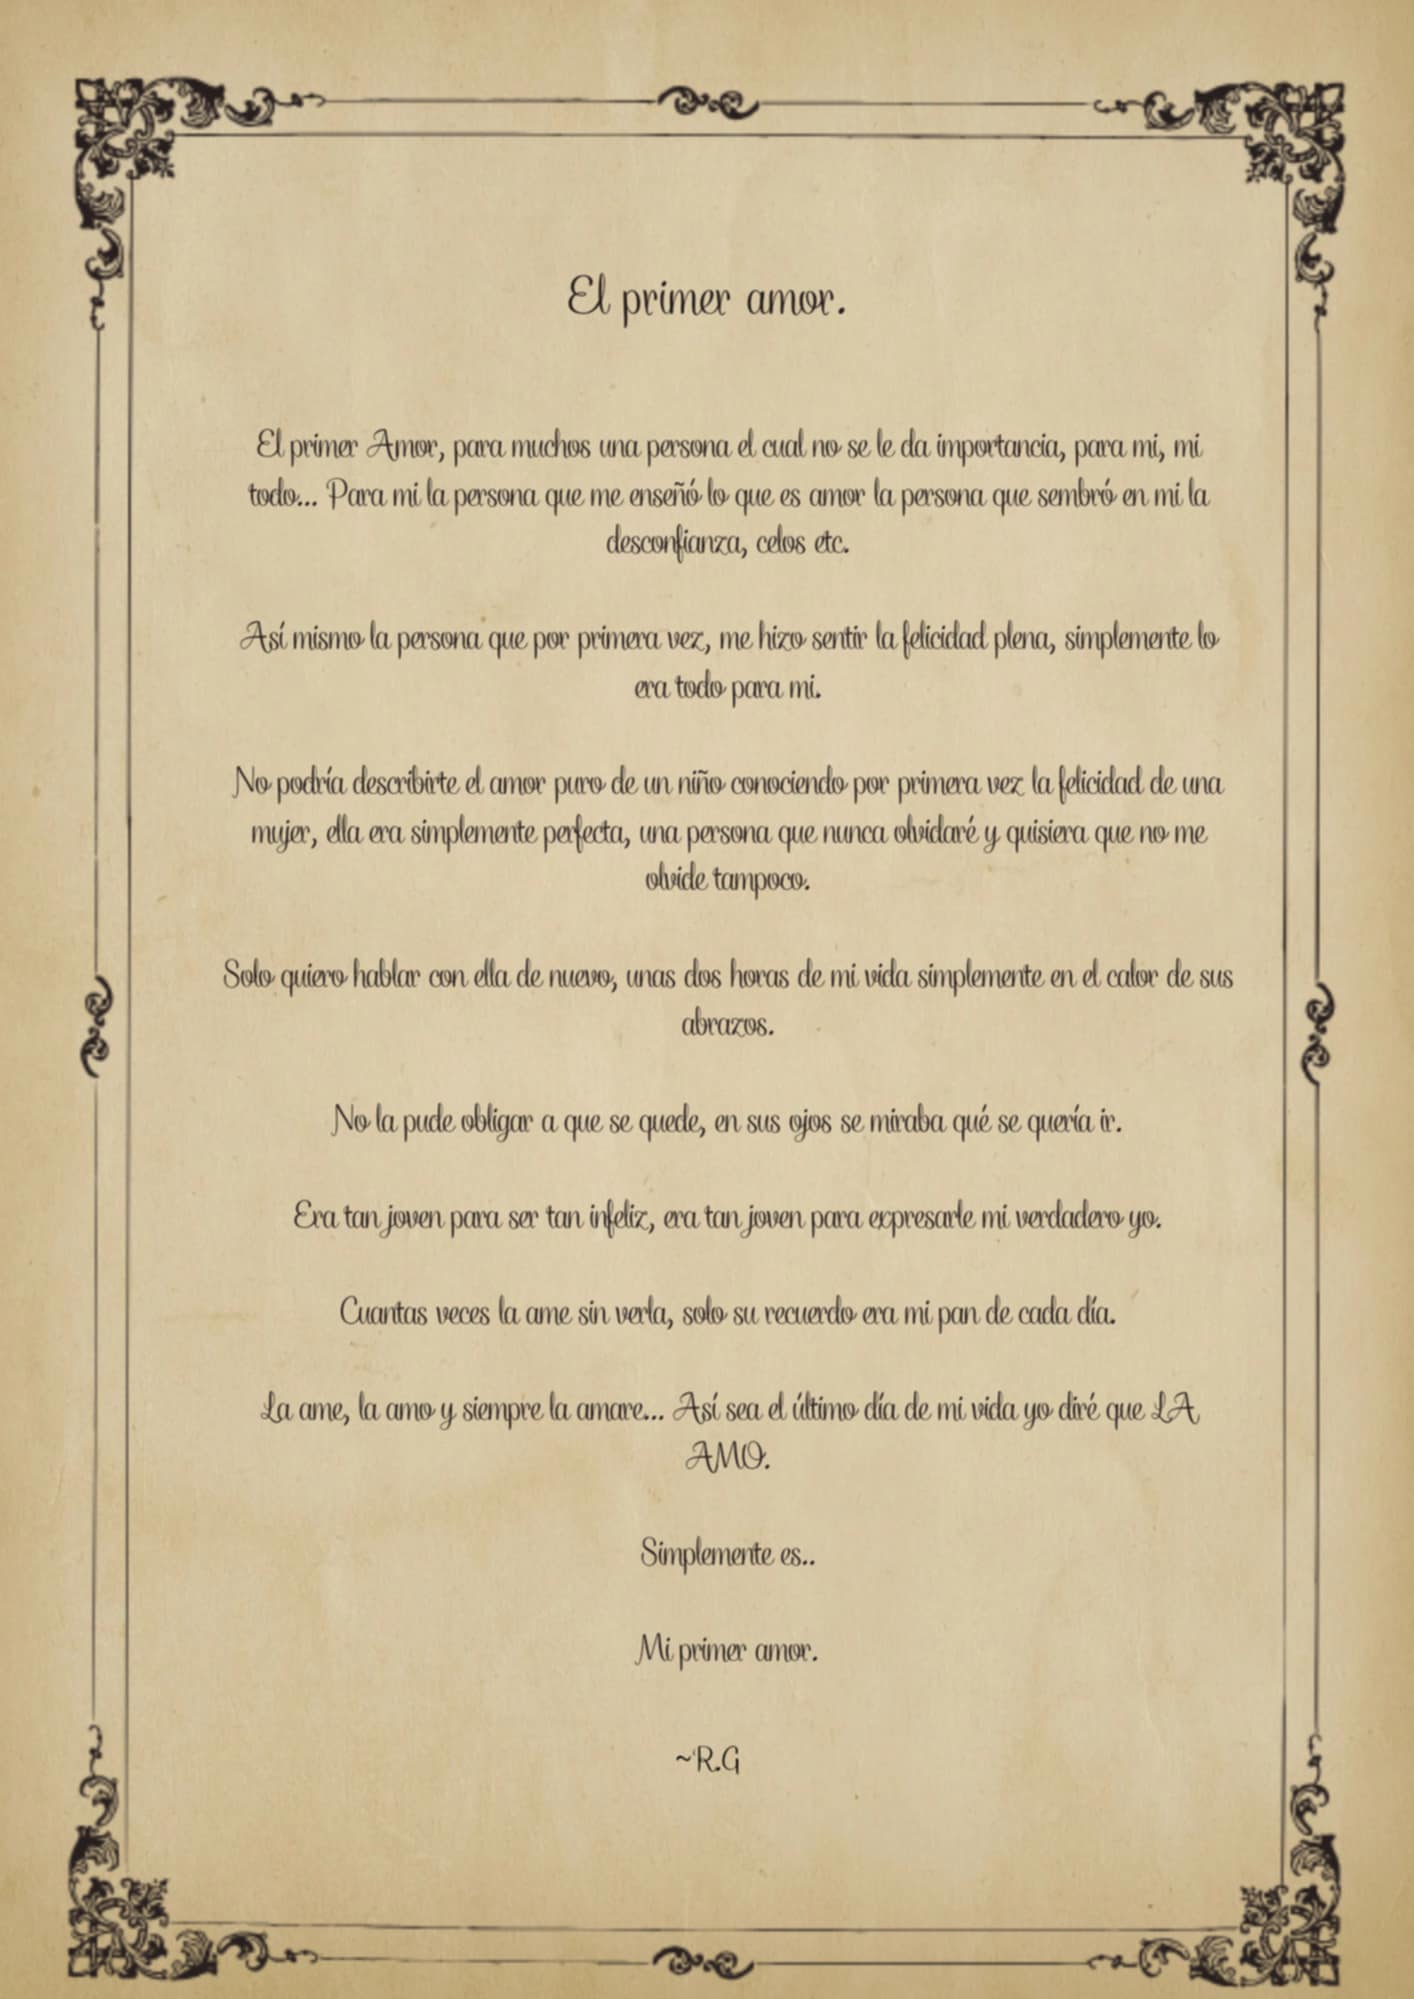 El primer amor.
El primer Amor, para muchos una persona el cual no se le da importancia, para mi, mi
todo... Para mi la persona que me enseñó lo que es amor la persona que sembró en mi la
desconfianza, celos etc.
Así mismo la persona que por primera vez, me hizo sentir la felicidad plena, simplemente lo
era todo para mi.
No podría describirte el amor puro de un niño conociendo por primera vez la felicidad de una
mujer, ella era simplemente perfecta, una persona que nunca olvidaré y quisiera que no me
olvide tampoco.
Solo quiero hablar con ella de nuevo, unas dos horas de mi vida simplemente en el calor de sus
abrazos.
No la pude obligar a que se quede, en sus ojos se miraba qué se quería ir.
Era tan joven para ser tan infeliz, era tan joven para expresarle mi verdadero yo.
Cuantas veces la ame sin verla, solo su recuerdo era mi pan de cada día.
La ame, la amo y siempre la amare... Así sea el último día de mi vida yo diré que LA
AMO.
Simplemente es..
Mi primer amor.
~R.G